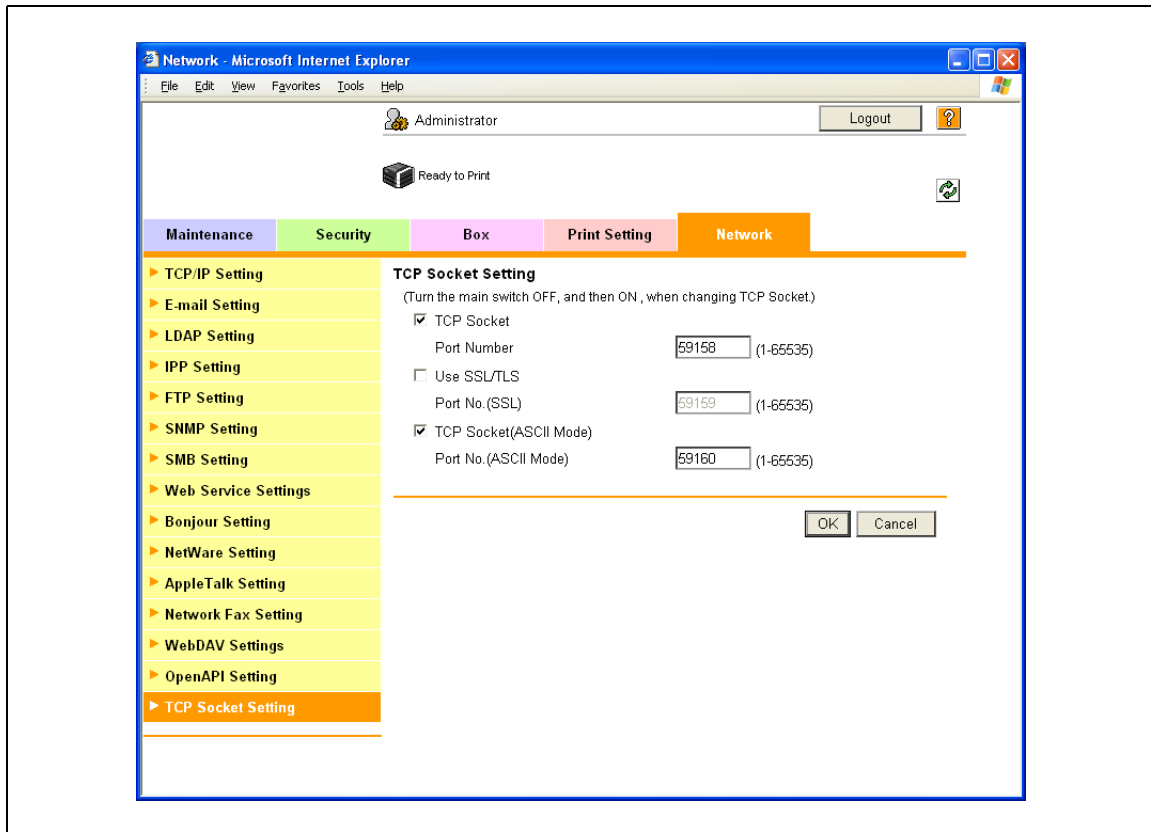 Network - Microsoft Internet Explorer
File Edit View Favorites Tools Help
Administrator Logout ?
Ready to Print
Maintenance Security Box Print Setting Network
TCP/IP Setting
E-mail Setting
LDAP Setting
IPP Setting
FTP Setting
SNMP Setting
SMB Setting
Web Service Settings
Bonjour Setting
NetWare Setting
AppleTalk Setting
Network Fax Setting
WebDAV Settings
OpenAPI Setting
TCP Socket Setting
TCP Socket Setting
(Turn the main switch OFF, and then ON , when changing TCP Socket.)
TCP Socket
Port Number 59158 (1-65535)
Use SSL/TLS
Port No.(SSL) 59159 (1-65535)
TCP Socket(ASCII Mode)
Port No.(ASCII Mode) 59160 (1-65535)
OK Cancel